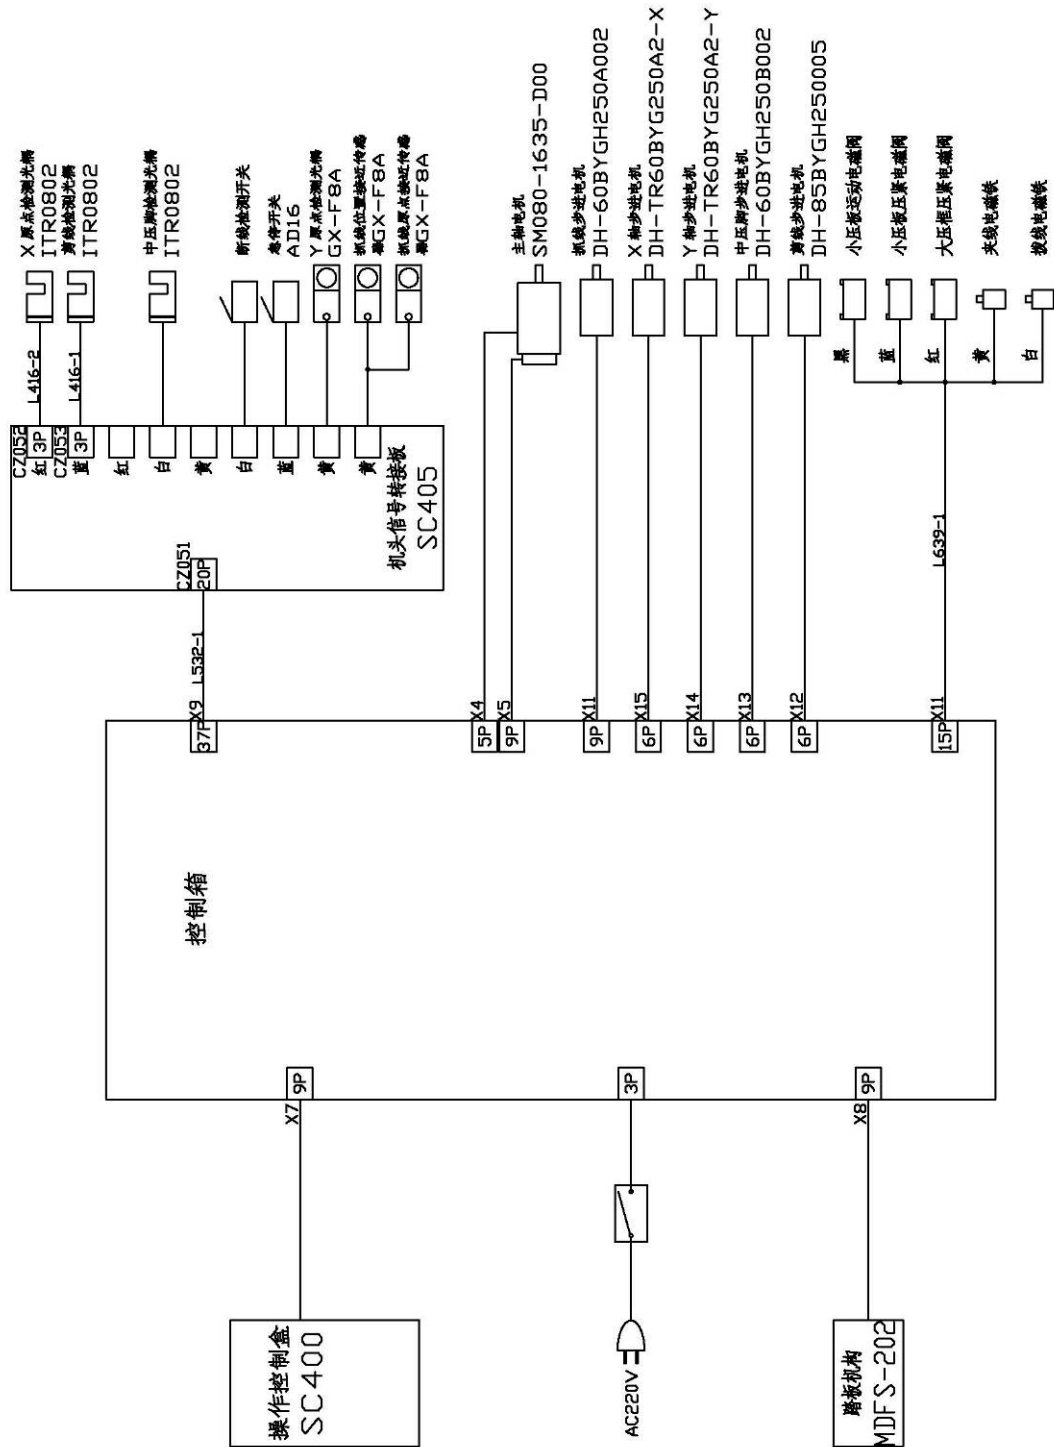 X 原点检测光耦
ITR0802
剪线检测光耦
ITR0802
中压脚检测光耦
ITR0802
断线检测开关
急停开关
AD16
Y 原点检测光耦
GX-F8A
抓线位置接近传感
器GX-F8A
抓线原点接近传感
器GX-F8A
L416-2
L416-1
CZ052
红 3P
CZ053
蓝 3P
红
白
黄
白
蓝
黄
黄
机头信号转接板
SC405
CZ051
20P
L532-1
X9
37P
主轴电机
SM080-1635-D00
抓线步进电机
DH-60BYGH250A002
X 轴步进电机
DH-TR60BYG250A2-X
Y 轴步进电机
DH-TR60BYG250A2-Y
中压脚步进电机
DH-60BYGH250B002
剪线步进电机
DH-85BYGH250005
小压板运动电磁阀
小压板压紧电磁阀
大压框压紧电磁阀
夹线电磁铁
拨线电磁铁
黑
蓝
红
黄
白
L639-1
X4
5P
X5
9P
X11
9P
X15
6P
X14
6P
X13
6P
X12
6P
X11
15P
控制箱
9P
X7
3P
9P
X8
操作控制盒
SC400
AC220V
踏板机构
MDFS-202